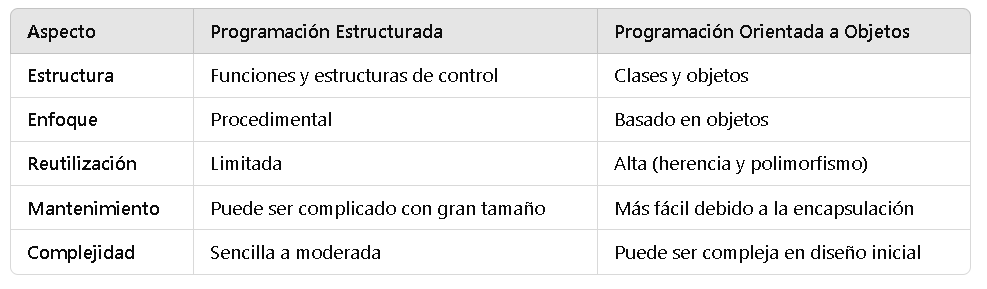 Aspecto Programación Estructurada Programación Orientada a Objetos
Estructura Funciones y estructuras de control Clases y objetos
Enfoque Procedimental Basado en objetos
Reutilización Limitada Alta (herencia y polimorfismo)
Mantenimiento Puede ser complicado con gran tamaño Más fácil debido a la encapsulación
Complejidad Sencilla a moderada Puede ser compleja en diseño inicial